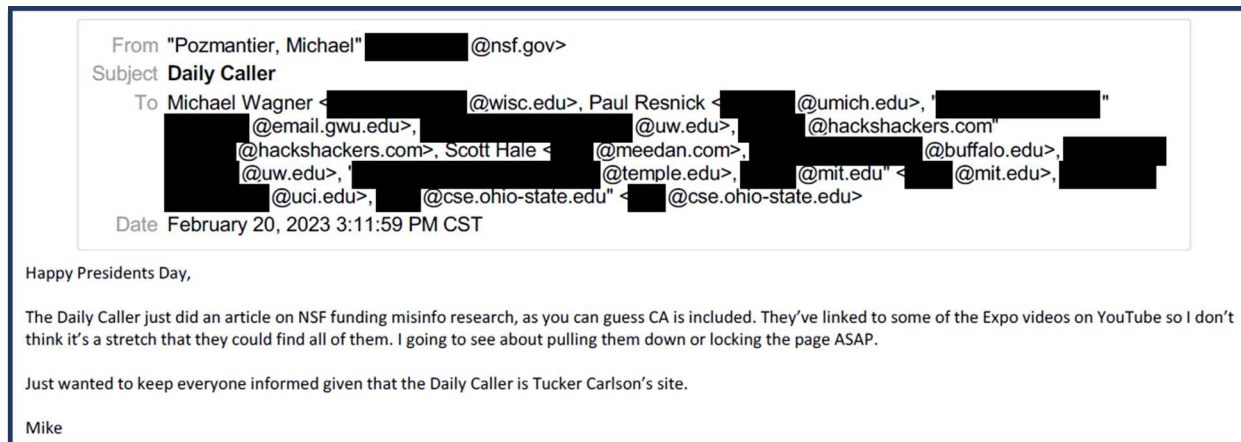 From "Pozmantier, Michael" @nsf.gov>
Subject Daily Caller
To Michael Wagner < @wisc.edu>, Paul Resnick < @umich.edu>, ' "
@email.gwu.edu>, @uw.edu>, @hackshackers.com"
@hackshackers.com>, Scott Hale < @meedan.com>, @buffalo.edu>,
@uw.edu>, ' @temple.edu>, @mit.edu" < @mit.edu>,
@uci.edu>, @cse.ohio-state.edu" < @cse.ohio-state.edu>
Date February 20, 2023 3:11:59 PM CST
Happy Presidents Day,
The Daily Caller just did an article on NSF funding misinfo research, as you can guess CA is included. They've linked to some of the Expo videos on YouTube so I don't
think it's a stretch that they could find all of them. I going to see about pulling them down or locking the page ASAP.
Just wanted to keep everyone informed given that the Daily Caller is Tucker Carlson's site.
Mike